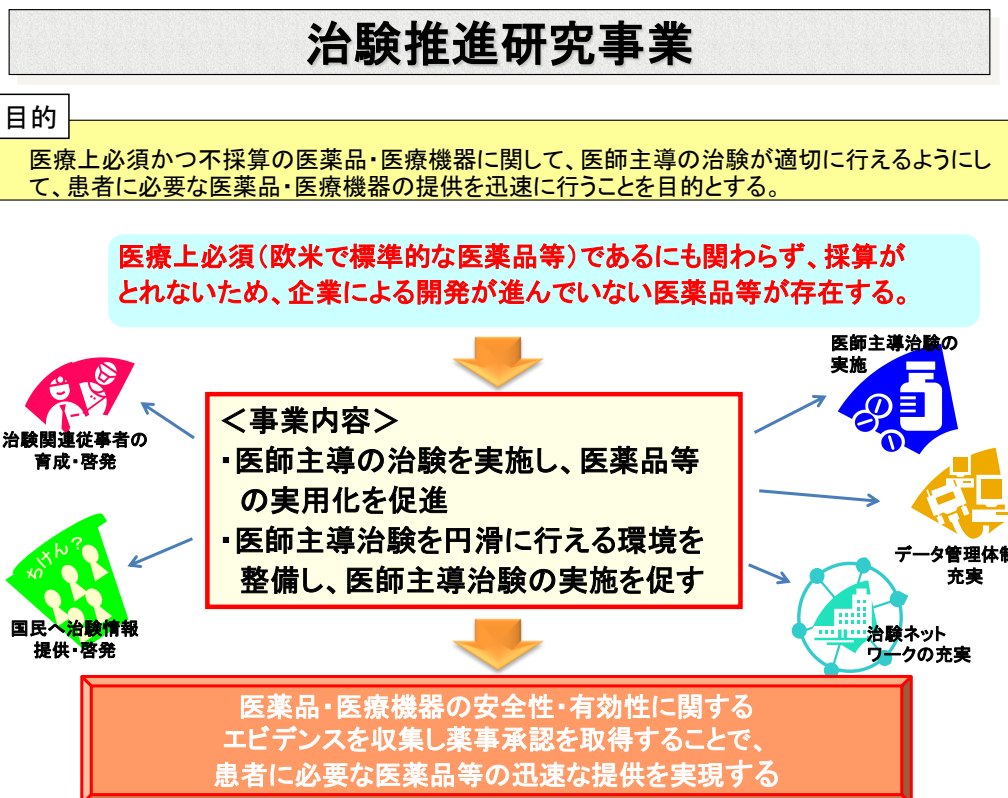 治験推進研究事業
目的
医療上必須かつ不採算の医薬品・医療機器に関して、医師主導の治験が適切に行えるようにし
て、患者に必要な医薬品・医療機器の提供を迅速に行うことを目的とする。
医療上必須（欧米で標準的な医薬品等）であるにも関わらず、採算が
とれないため、企業による開発が進んでいない医薬品等が存在する。
医師主導治験の
実施
治験関連従事者の
育成・啓発
＜事業内容＞
・医師主導の治験を実施し、医薬品等
の実用化を促進
・医師主導治験を円滑に行える環境を
整備し、医師主導治験の実施を促す
データ管理体制
充実
ちけん？
国民へ治験情報
提供・啓発
治験ネット
ワークの充実
医薬品・医療機器の安全性・有効性に関する
エビデンスを収集し薬事承認を取得することで、
患者に必要な医薬品等の迅速な提供を実現する